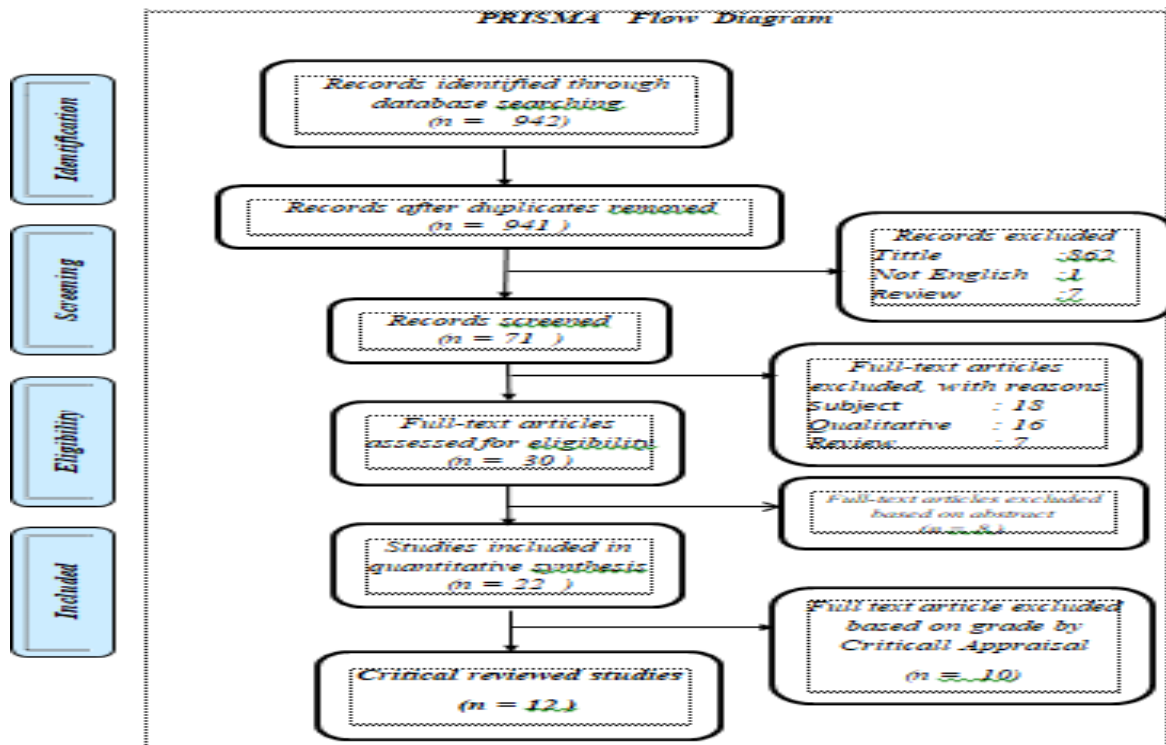 PRISMA Flow Diagram
Identification
Records identified through
database searching
(n = 942)
Records after duplicates removed
(n = 941 )
Screening
Records excluded
Tittle :862
Not English :1
Review :7
Records screened
(n = 71 )
Eligibility
Full-text articles
excluded, with reasons
Subject : 18
Qualitative : 16
Review : 7
Full-text articles
assessed for eligibility
(n = 30 )
Full-text articles excluded
based on abstract
(n = 8 )
Included
Studies included in
quantitative synthesis
(n = 22 )
Full text article excluded
based on grade by
Criticall Appraisal
(n = 10)
Critical reviewed studies
(n = 12 )